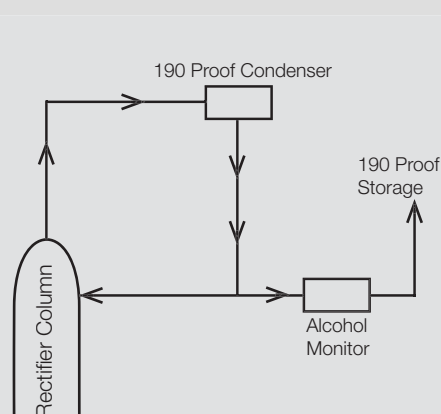 190 Proof Condenser
190 Proof
Storage
Rectifier Column
Alcohol
Monitor